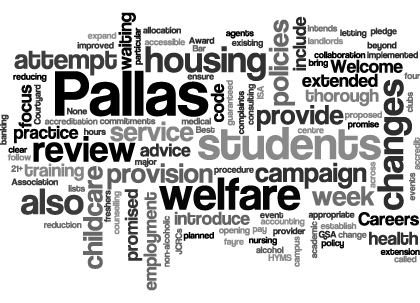 expand
improved
waiting
particular
allocation
accessible
Award
Bar
agents
existing
policies
include
intends
landlords
letting
pledge
beyond
collaboration
implemented
bring
Welcome
four
attempt
housing
ensure
extended
reducing
Courtyard
focus
Pallas
code
guaranteed
complaints
consulting
ISA
thorough
changes
clubs
None
accreditation
commitments
medical
provide
proposed
promise
banking
practice
hours
service
Best
students
centre
clear
review
advice
follow
major
21+
training
provision
procedure
campaign
across
accredb
Association
lists
also
childcare
freshers
counselling
promised
employment
welfare
week
events
reduction
non-alcoholic
JCRCs
introduce
event
accounting
appropriate
Careers
establish
planned
opening
pay
provider
academic
GSA
change
policy
health
fayre
nursing
alcohol
HYMS
campus
extension
called